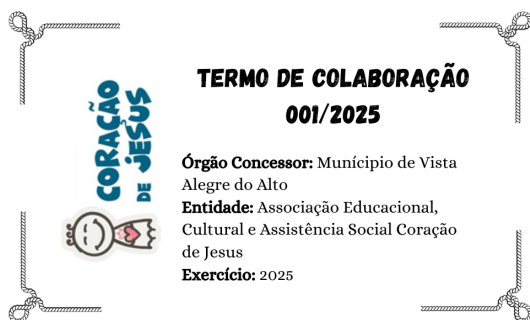 CORAÇÃO
DE JESUS
TERMO DE COLABORAÇÃO
001/2025
Órgão Concessor: Munícipio de Vista
Alegre do Alto
Entidade: Associação Educacional,
Cultural e Assistência Social Coração
de Jesus
Exercício: 2025